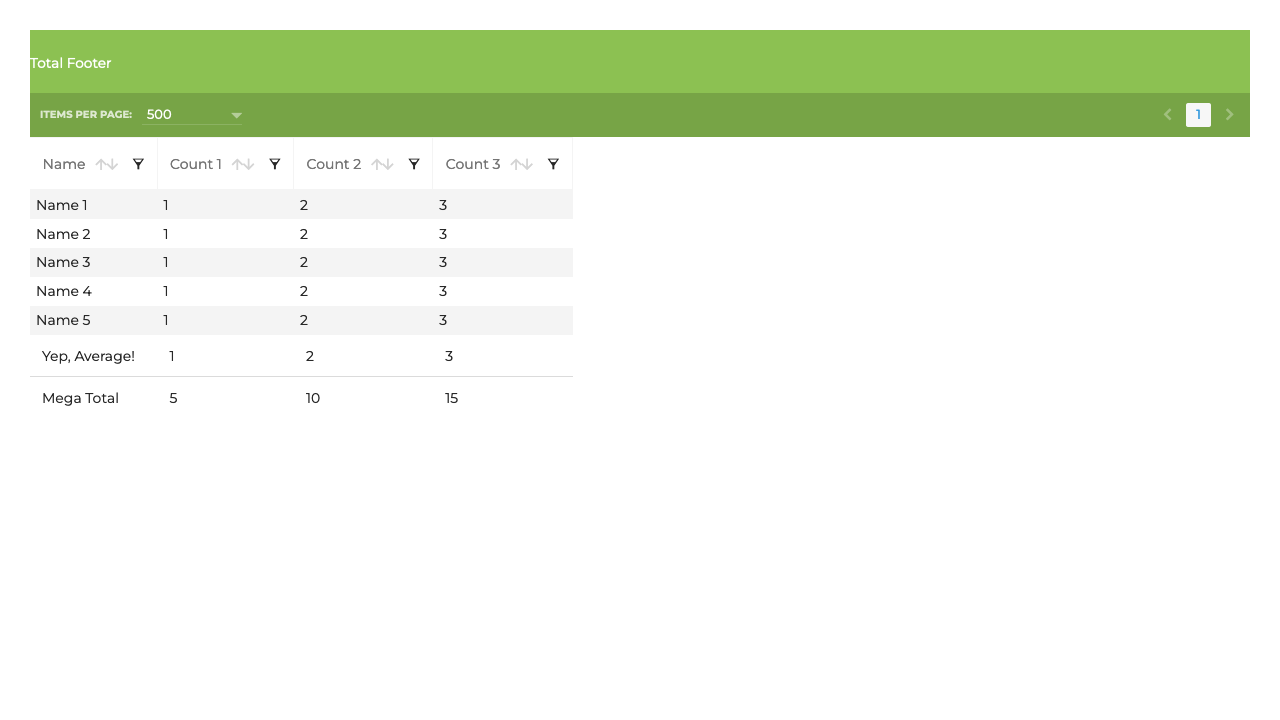 Total Footer
ITEMS PER PAGE: 500 1
Name Count 1 Count 2 Count 3
Name 1 1 2 3
Name 2 1 2 3
Name 3 1 2 3
Name 4 1 2 3
Name 5 1 2 3
Yep, Average! 1 2 3
Mega Total 5 10 15